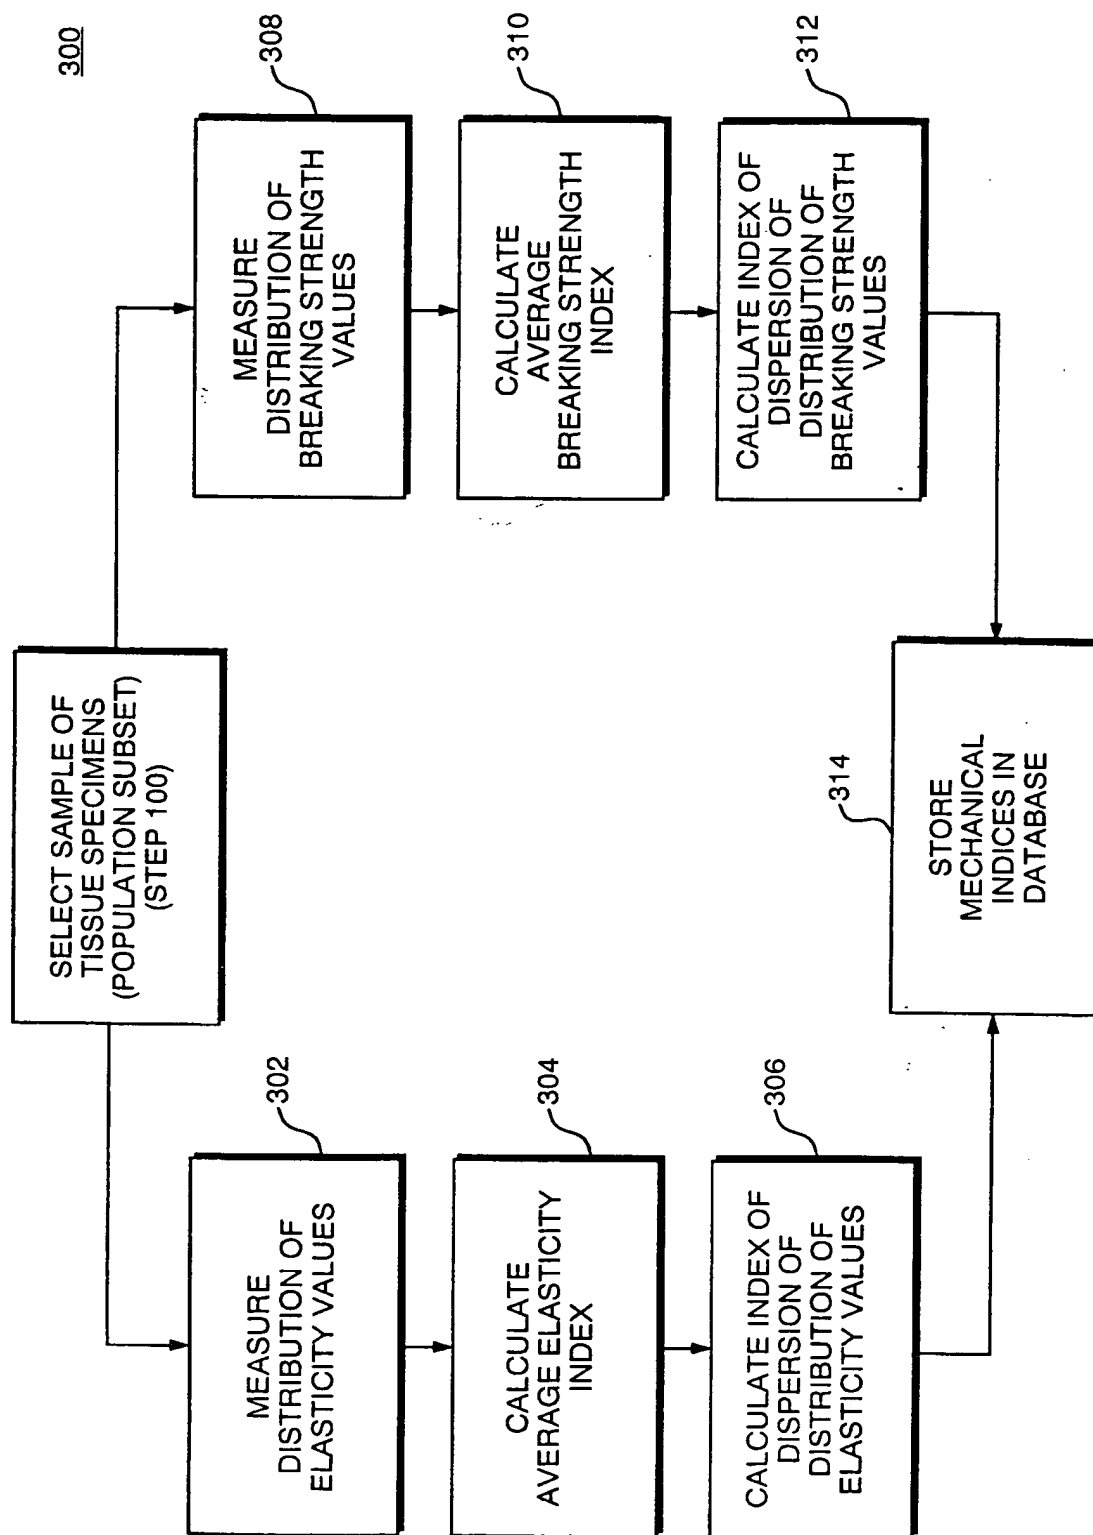 300
SELECT SAMPLE OF
TISSUE SPECIMENS
(POPULATION SUBSET)
(STEP 100)
302
MEASURE
DISTRIBUTION OF
ELASTICITY VALUES
304
CALCULATE
AVERAGE ELASTICITY
INDEX
306
CALCULATE INDEX OF
DISPERSION OF
DISTRIBUTION OF
ELASTICITY VALUES
308
MEASURE
DISTRIBUTION OF
BREAKING STRENGTH
VALUES
310
CALCULATE
AVERAGE
BREAKING STRENGTH
INDEX
312
CALCULATE INDEX OF
DISPERSION OF
DISTRIBUTION OF
BREAKING STRENGTH
VALUES
314
STORE
MECHANICAL
INDICES IN
DATABASE